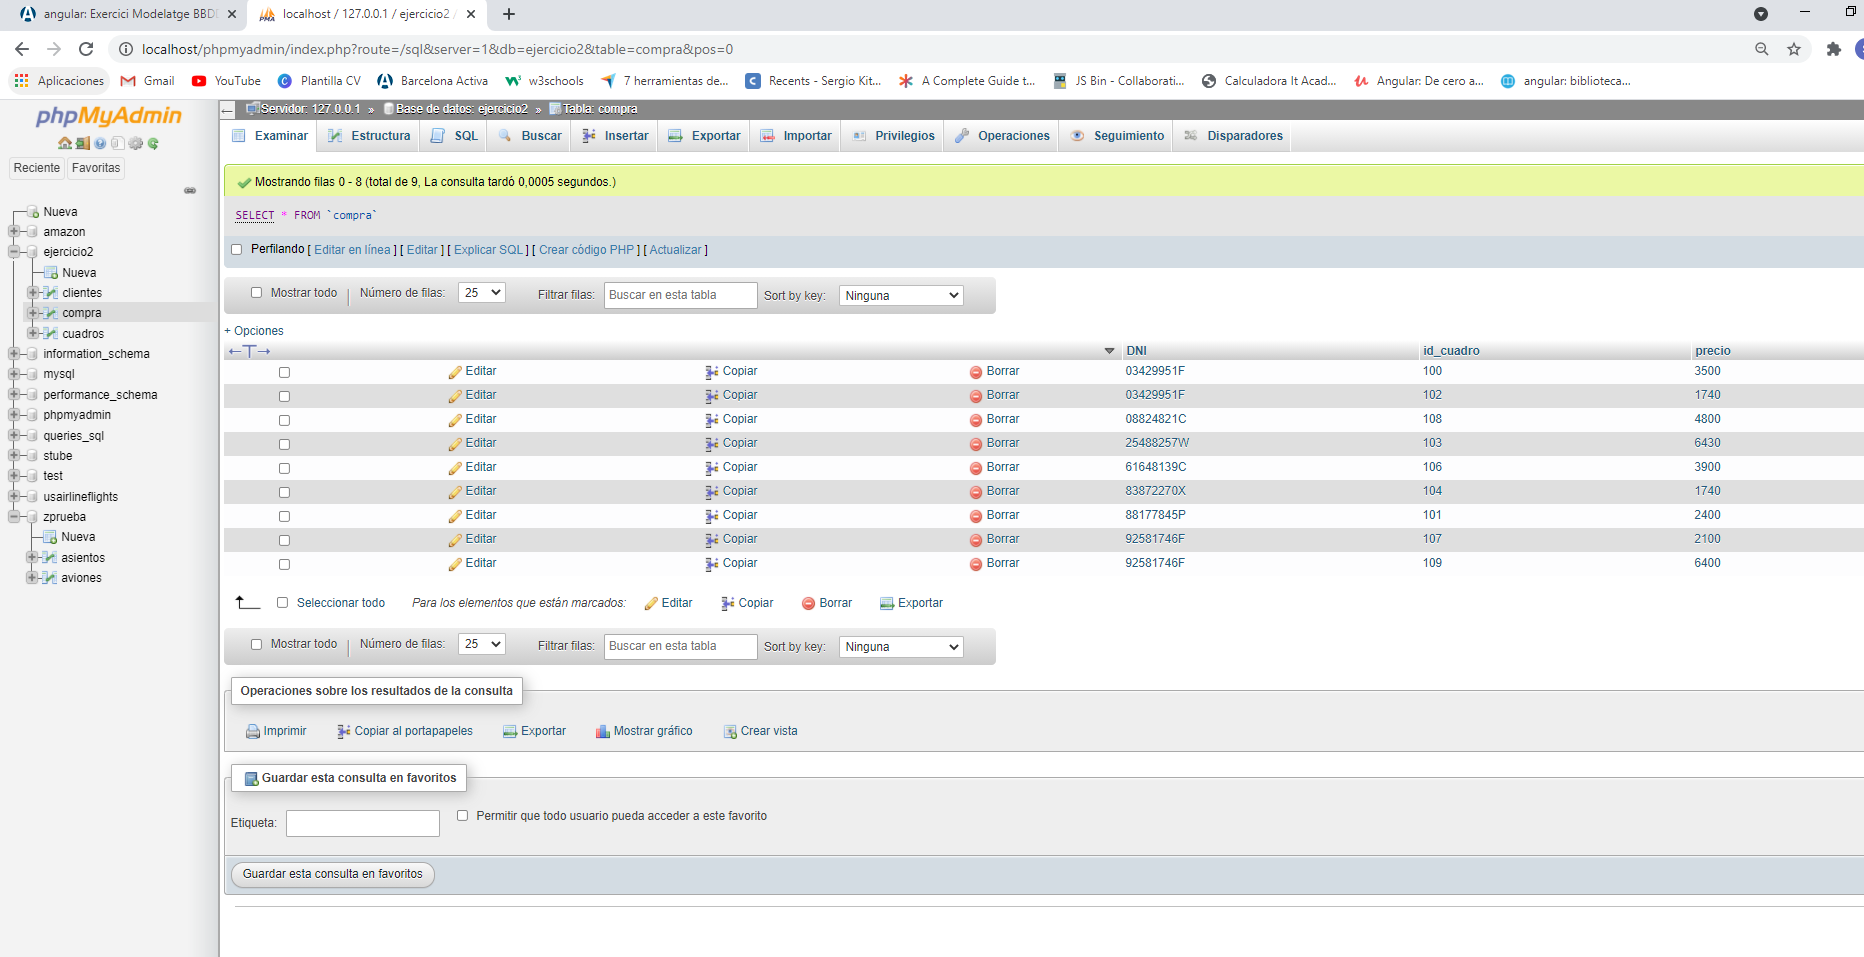 angular: Exercici Modelatge BBD
localhost / 127.0.0.1 / ejercicio2 /
localhost/phpmyadmin/index.php?route=/sql&server=1&db=ejercicio2&table=compra&pos=0
Aplicaciones Gmail YouTube Plantilla CV Barcelona Activa w3schools 7 herramientas de... Recents - Sergio Kit... A Complete Guide t... JS Bin - Collaborati... Calculadora It Acad... Angular: De cero a... angular: biblioteca...
phpMyAdmin
Reciente Favoritas
Nueva
amazon
ejercicio2
Nueva
clientes
compra
cuadros
information_schema
mysql
performance_schema
phpmyadmin
queries_sql
stube
test
usairlineflights
zprueba
Nueva
asientos
aviones
Servidor: 127.0.0.1 » Base de datos: ejercicio2 » Tabla: compra
Examinar Estructura SQL Buscar Insertar Exportar Importar Privilegios Operaciones Seguimiento Disparadores
Mostrando filas 0 - 8 (total de 9, La consulta tardó 0,0005 segundos.)
SELECT * FROM `compra`
Perfilando [ Editar en línea ] [ Editar ] [ Explicar SQL ] [ Crear código PHP ] [ Actualizar ]
Mostrar todo | Número de filas: 25 Filtrar filas: Buscar en esta tabla Sort by key: Ninguna
+ Opciones
←T→ DNI id_cuadro precio
Editar Copiar Borrar 03429951F 100 3500
Editar Copiar Borrar 03429951F 102 1740
Editar Copiar Borrar 08824821C 108 4800
Editar Copiar Borrar 25488257W 103 6430
Editar Copiar Borrar 61648139C 106 3900
Editar Copiar Borrar 83872270X 104 1740
Editar Copiar Borrar 88177845P 101 2400
Editar Copiar Borrar 92581746F 107 2100
Editar Copiar Borrar 92581746F 109 6400
Seleccionar todo Para los elementos que están marcados: Editar Copiar Borrar Exportar
Mostrar todo | Número de filas: 25 Filtrar filas: Buscar en esta tabla Sort by key: Ninguna
Operaciones sobre los resultados de la consulta
Imprimir Copiar al portapapeles Exportar Mostrar gráfico Crear vista
Guardar esta consulta en favoritos
Etiqueta: Permitir que todo usuario pueda acceder a este favorito
Guardar esta consulta en favoritos